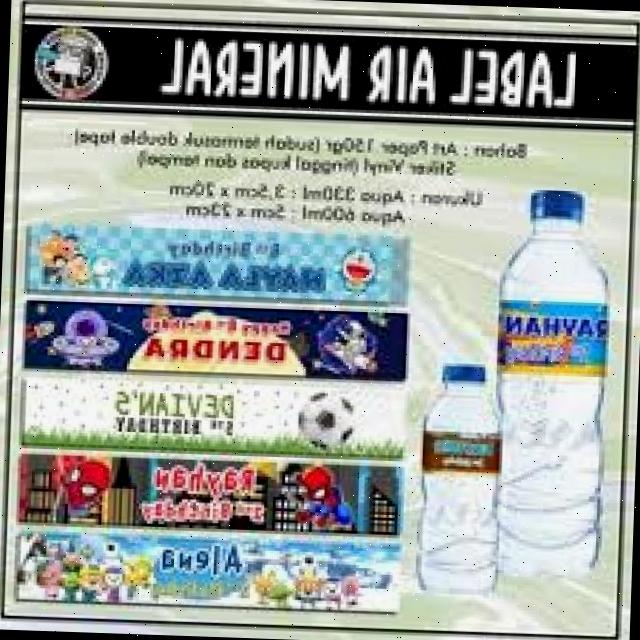 LABEL AIR MINERAL
Bahan : Art Paper 150gr (sudah termasuk double tape)
Stiker Vinyl (tinggal kupas dan tempel)
Ukuran : Aqua 330ml : 3,5cm x 20cm
Aqua 600ml : 5cm x 23cm
6th Birthday
NAYLA AZRA
Happy 6th Birthday
DENDRA
DEVIAN'S
5TH BIRTHDAY
Rayhan
Birthday
Alena
RAYHAN